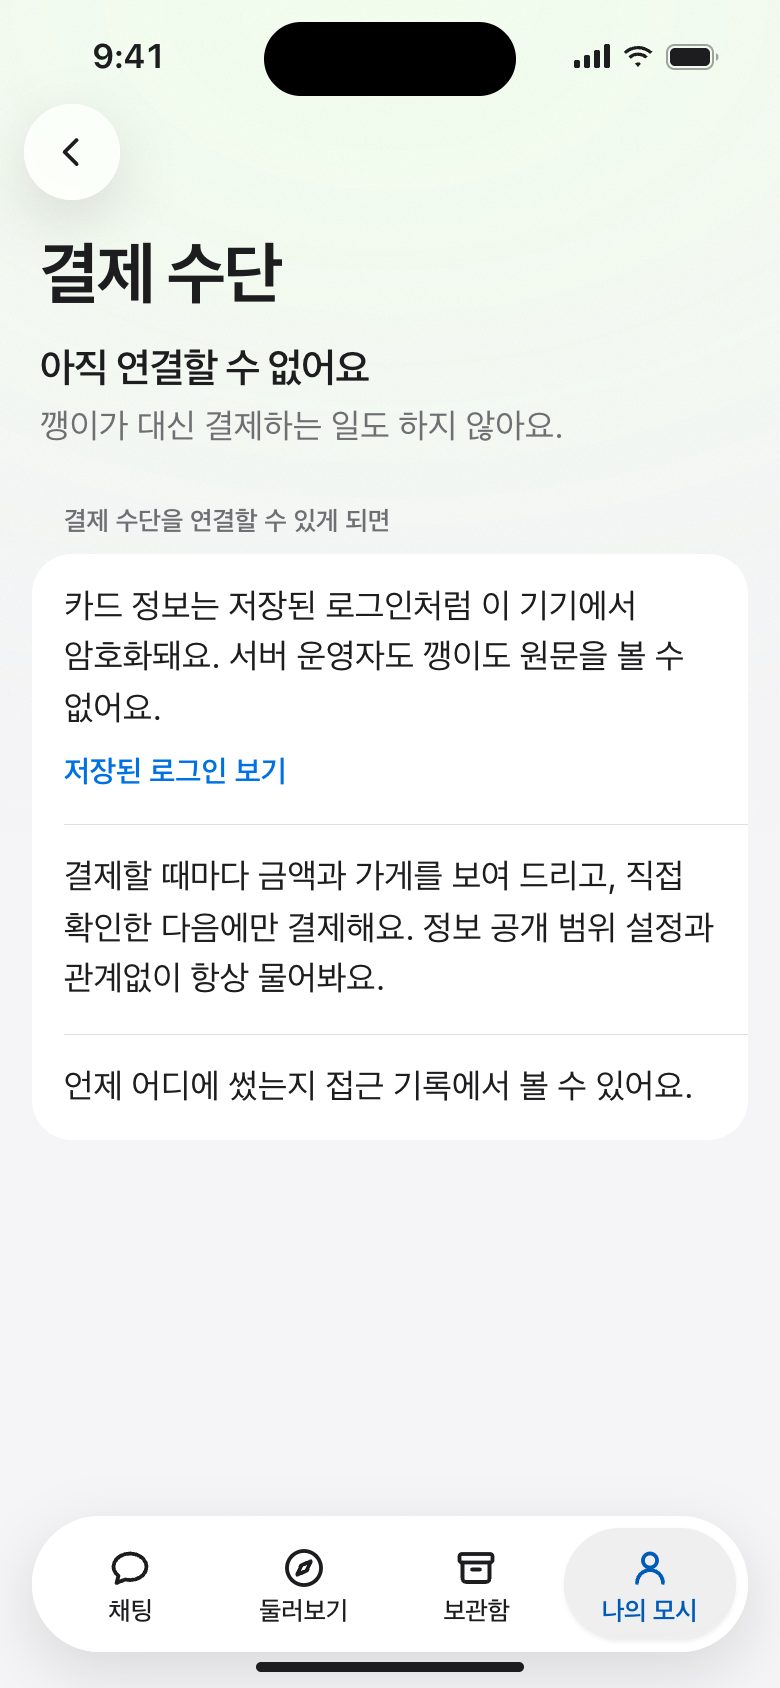 9:41
결제 수단
아직 연결할 수 없어요
깽이가 대신 결제하는 일도 하지 않아요.
결제 수단을 연결할 수 있게 되면
카드 정보는 저장된 로그인처럼 이 기기에서
암호화돼요. 서버 운영자도 깽이도 원문을 볼 수
없어요.
저장된 로그인 보기
결제할 때마다 금액과 가게를 보여 드리고, 직접
확인한 다음에만 결제해요. 정보 공개 범위 설정과
관계없이 항상 물어봐요.
언제 어디에 썼는지 접근 기록에서 볼 수 있어요.
채팅
둘러보기
보관함
나의 모시